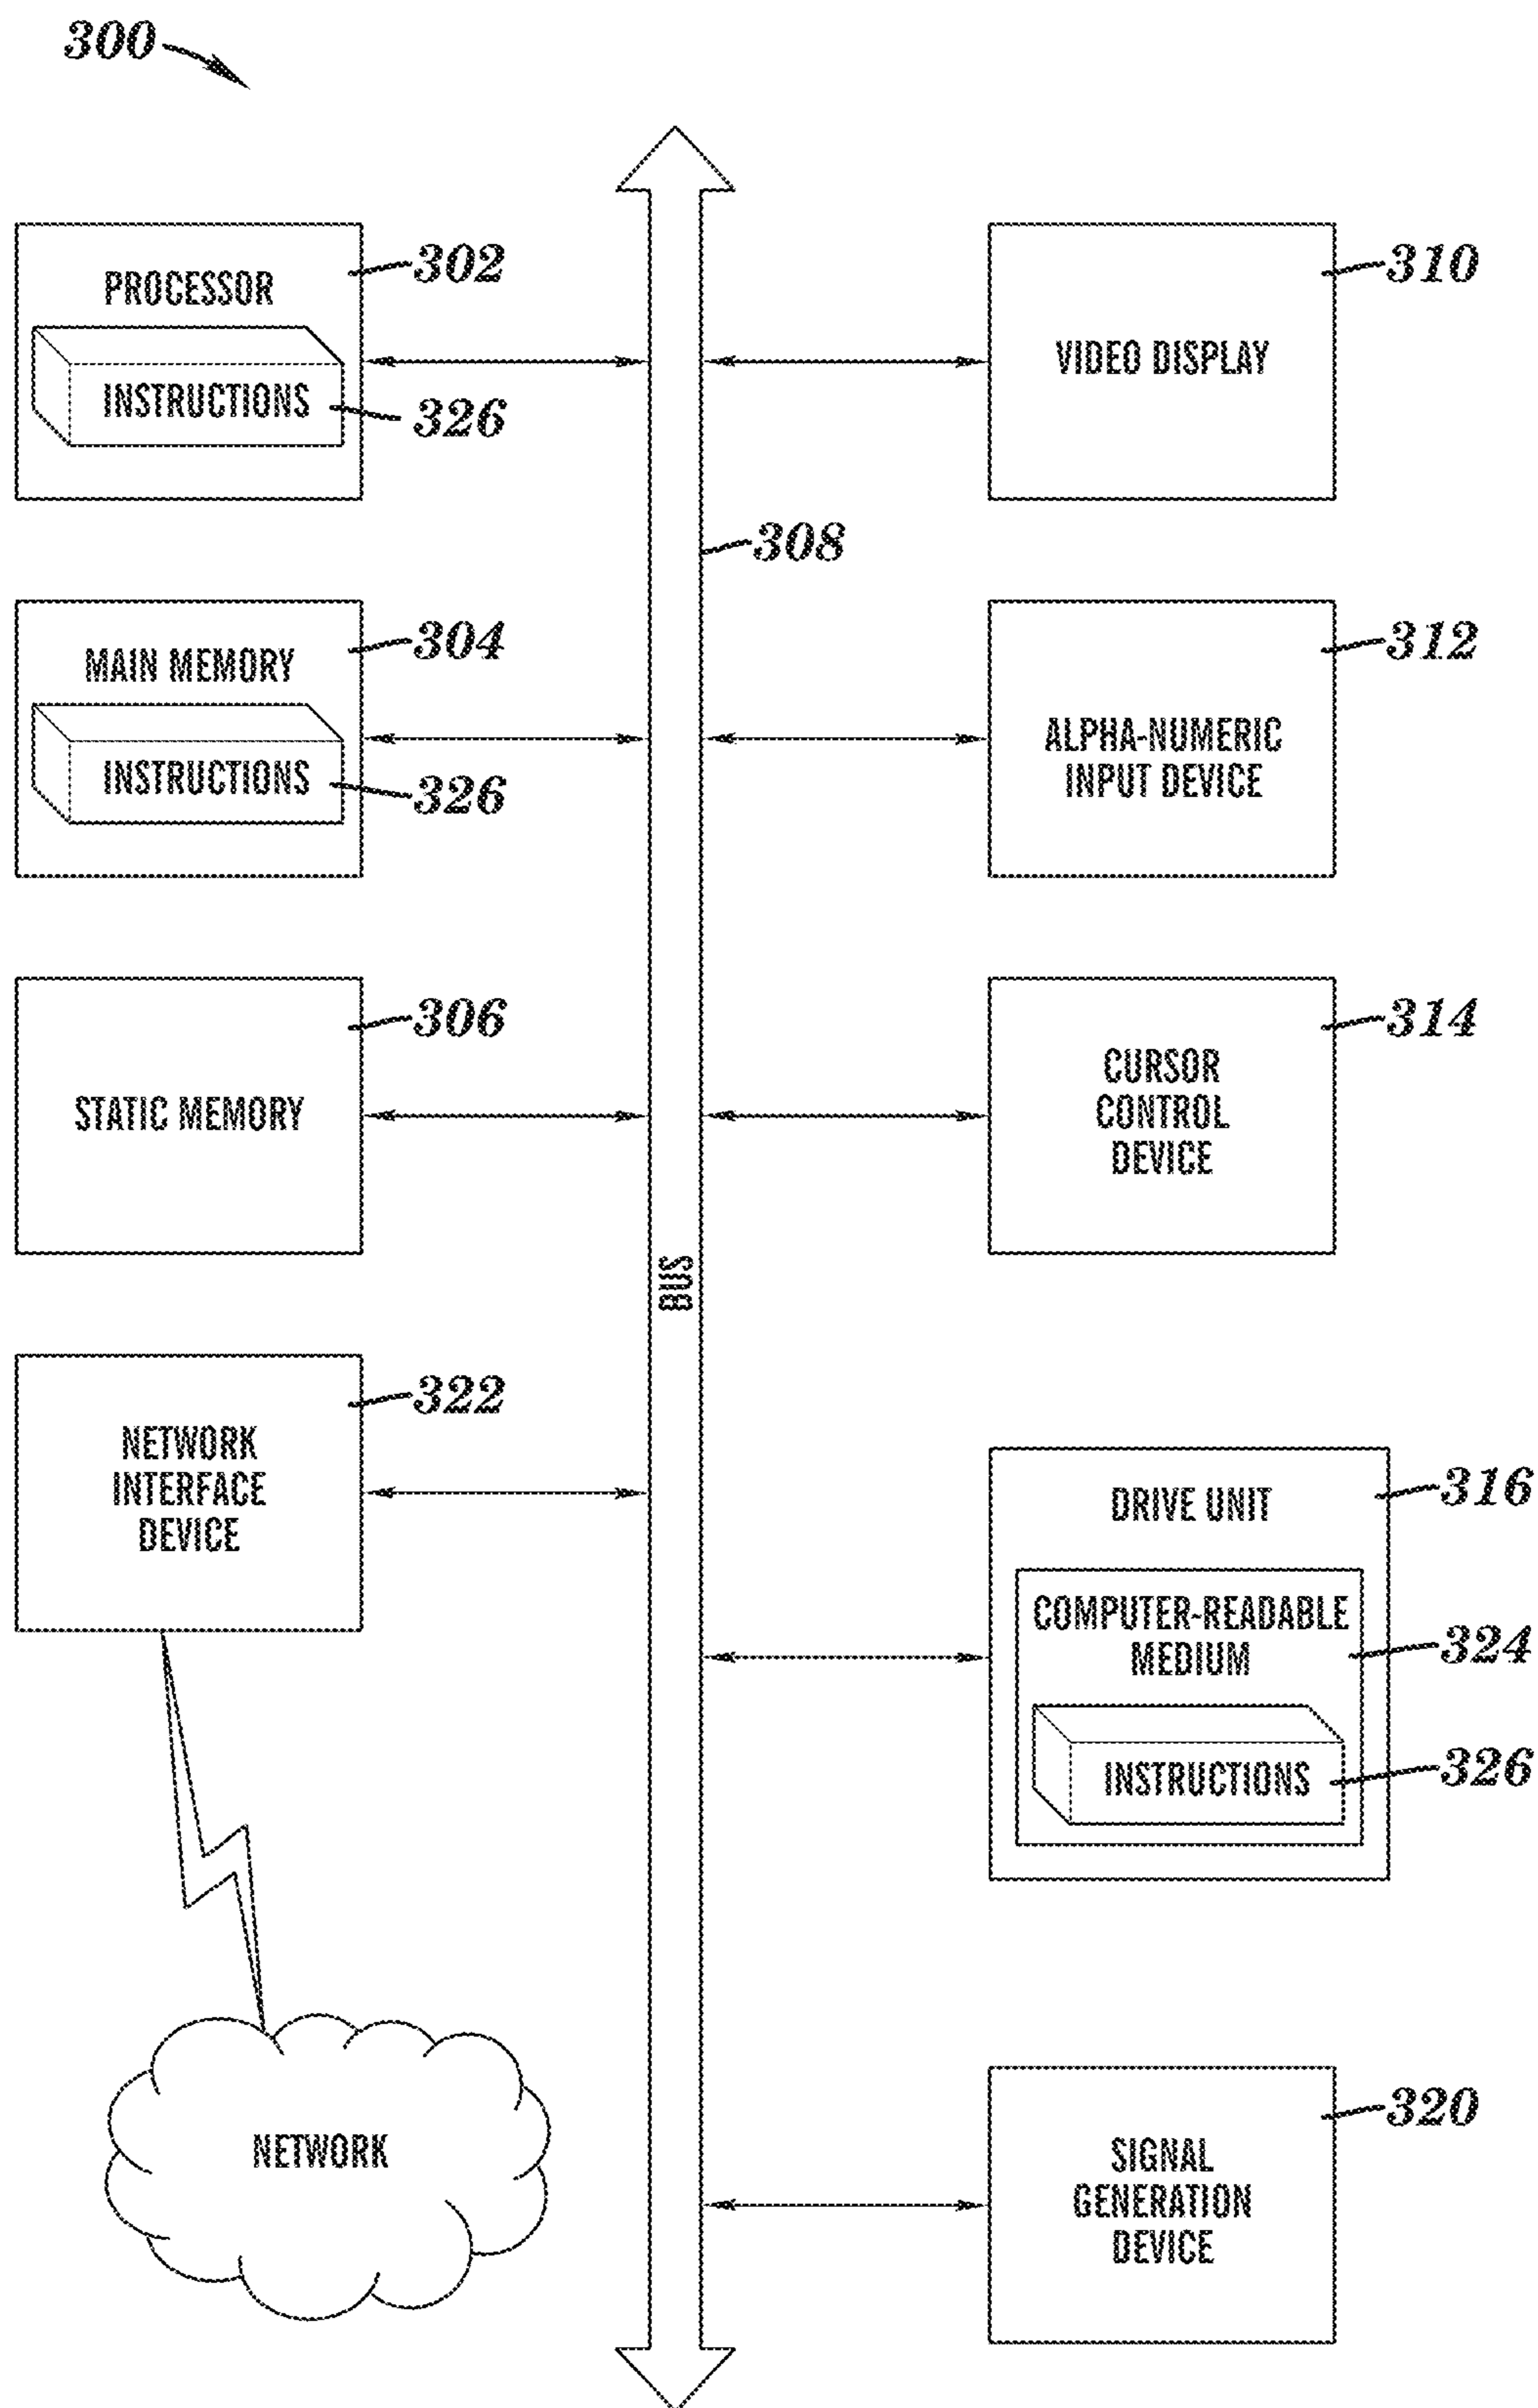 300
PROCESSOR
302
INSTRUCTIONS
326
MAIN MEMORY
304
INSTRUCTIONS
326
STATIC MEMORY
306
NETWORK
INTERFACE
DEVICE
322
NETWORK
BUS
308
VIDEO DISPLAY
310
ALPHA-NUMERIC
INPUT DEVICE
312
CURSOR
CONTROL
DEVICE
314
DRIVE UNIT
316
COMPUTER-READABLE
MEDIUM
324
INSTRUCTIONS
326
SIGNAL
GENERATION
DEVICE
320